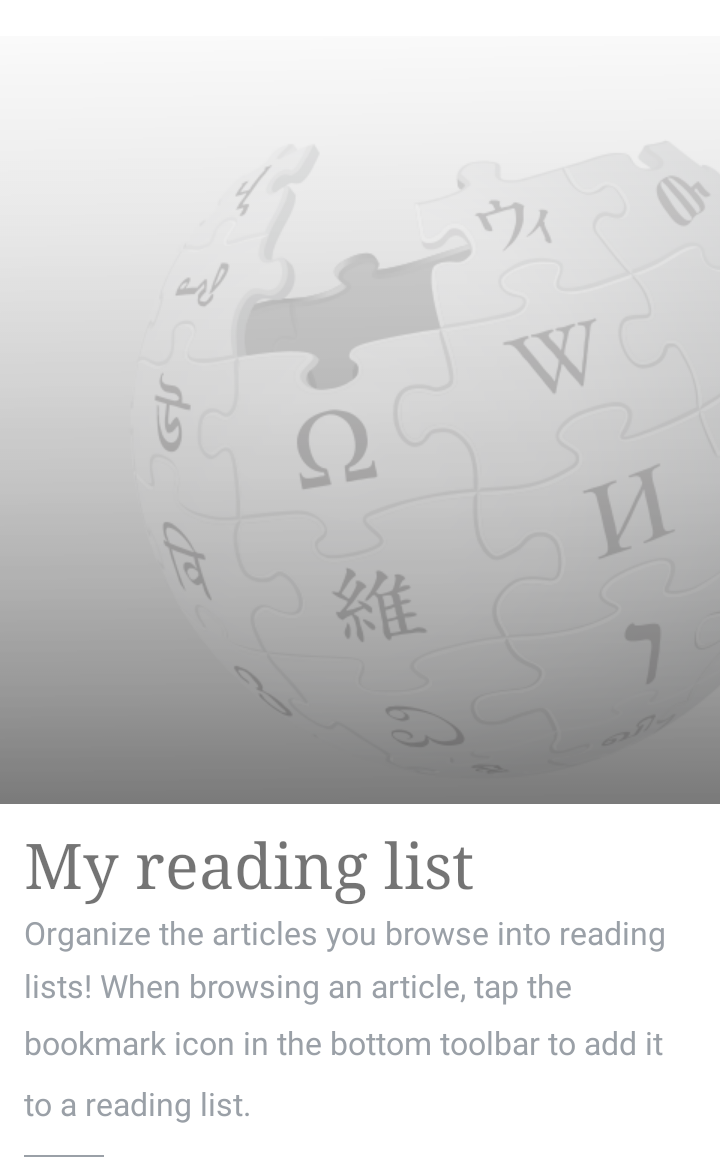 ウィ
W
Ω
И
維
ר
My reading list
Organize the articles you browse into reading
lists! When browsing an article, tap the
bookmark icon in the bottom toolbar to add it
to a reading list.